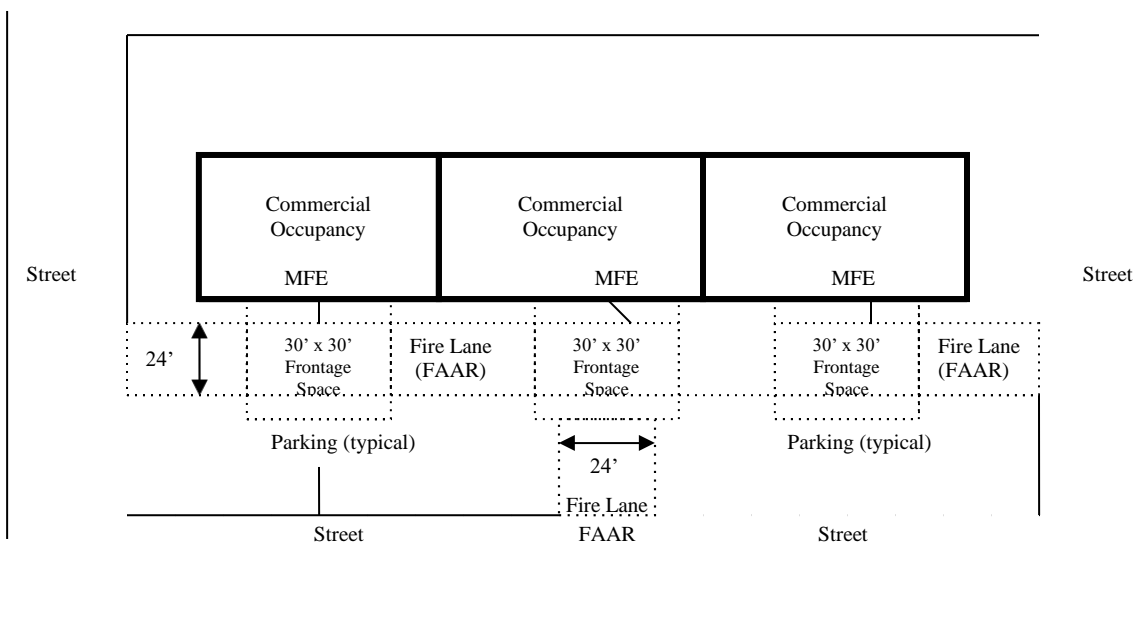 Commercial
Occupancy
MFE
Commercial
Occupancy
MFE
Commercial
Occupancy
MFE
Street
Street
24’
30’ x 30’
Frontage
Space
Fire Lane
(FAAR)
30’ x 30’
Frontage
Space
30’ x 30’
Frontage
Space
Fire Lane
(FAAR)
Parking (typical)
24’
Parking (typical)
Fire Lane
Street
FAAR
Street